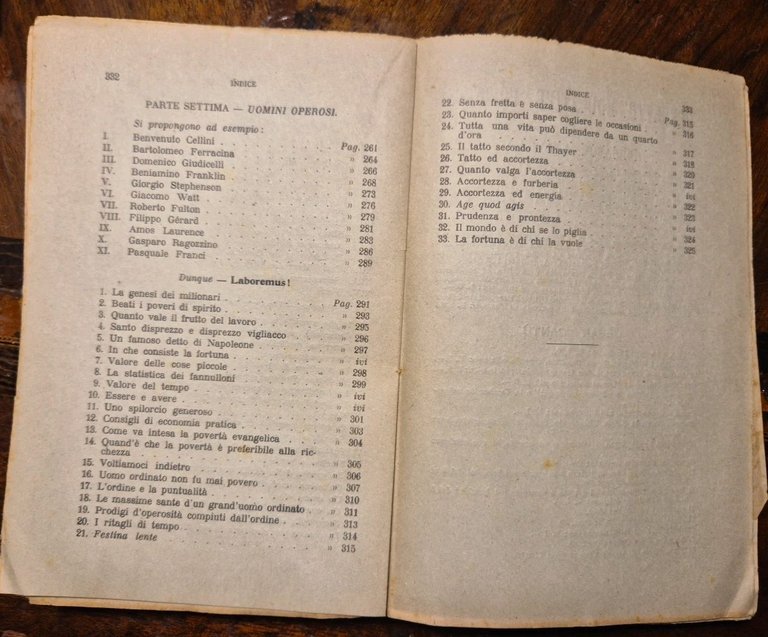 332
INDICE
PARTE SETTIMA — UOMINI OPEROSI.
Si propongono ad esempio:
I. Benvenuto Cellini . Pag. 261
II. Bartolomeo Ferracina » 264
III. Domenico Giudicelli » 266
IV. Beniamino Franklin » 268
V. Giorgio Stephenson » 273
VI. Giacomo Watt » 276
VII. Roberto Fulton » 279
VIII. Filippo Gérard » 281
IX. Amos Laurence » 283
X. Gasparo Ragozzino » 286
XI. Pasquale Franci » 289
Dunque — Laboremus!
1. La genesi dei milionari Pag. 291
2. Beati i poveri di spirito » 293
3. Quanto vale il frutto del lavoro » 295
4. Santo disprezzo e disprezzo vigliacco » 296
5. Un famoso detto di Napoleone » 297
6. In che consiste la fortuna » ivi
7. Valore delle cose piccole » 298
8. La statistica dei fannulloni » 299
9. Valore del tempo » ivi
10. Essere e avere » ivi
11. Uno spilorcio generoso » 301
12. Consigli di economia pratica » 303
13. Come va intesa la povertà evangelica » 304
14. Quand'è che la povertà è preferibile alla ric-
chezza » 305
15. Voltiamoci indietro » 306
16. Uomo ordinato non fu mai povero » 307
17. L'ordine e la puntualità » 310
18. Le massime sante d'un grand'uomo ordinato » 311
19. Prodigi d'operosità compiuti dall'ordine » 313
20. I ritagli di tempo » 314
21. Festina lente » 315
INDICE
333
22. Senza fretta e senza posa Pag. 315
23. Quanto importi saper cogliere le occasioni » 316
24. Tutta una vita può dipendere da un quarto
d'ora » 317
25. Il tatto secondo il Thayer » 318
26. Tatto ed accortezza » 320
27. Quanto valga l'accortezza » 321
28. Accortezza e furberia » ivi
29. Accortezza ed energia » 322
30. Age quod agis » 323
31. Prudenza e prontezza » ivi
32. Il mondo è di chi se lo piglia » 324
33. La fortuna è di chi la vuole » 325